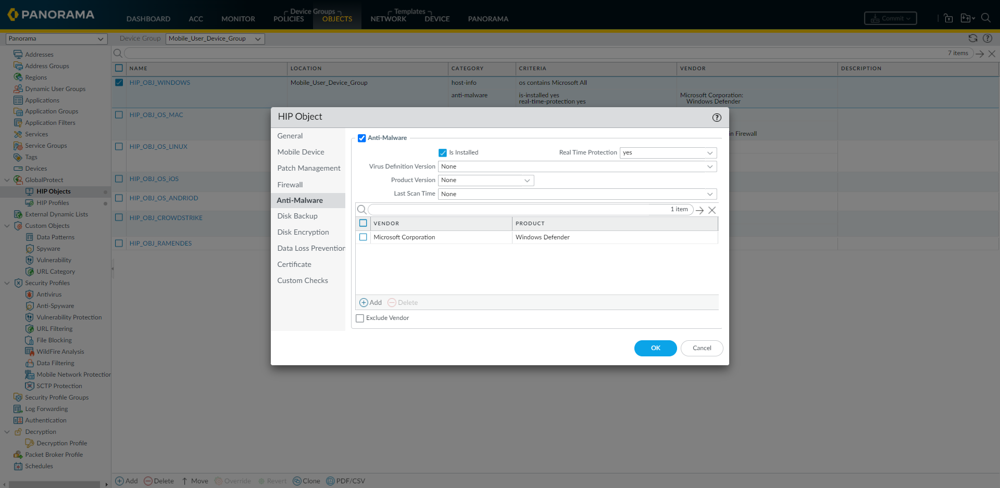 PANORAMA
Device Groups
Templates
DASHBOARD ACC MONITOR POLICIES OBJECTS NETWORK DEVICE PANORAMA
Commit
Panorama
Device Group Mobile_User_Device_Group
Addresses
Address Groups
Regions
Dynamic User Groups
Applications
Application Groups
Application Filters
Services
Service Groups
Tags
Devices
GlobalProtect
HIP Objects
HIP Profiles
External Dynamic Lists
Custom Objects
Data Patterns
Spyware
Vulnerability
URL Category
Security Profiles
Antivirus
Anti-Spyware
Vulnerability Protection
URL Filtering
File Blocking
WildFire Analysis
Data Filtering
Mobile Network Protection
SCTP Protection
Security Profile Groups
Log Forwarding
Authentication
Decryption
Decryption Profile
Packet Broker Profile
Schedules
7 items
NAME LOCATION CATEGORY CRITERIA VENDOR DESCRIPTION
HIP_OBJ_WINDOWS Mobile_User_Device_Group host-info os contains Microsoft All
anti-malware is-installed yes Microsoft Corporation:
real-time-protection yes Windows Defender
HIP_OBJ_OS_MAC
in Firewall
HIP_OBJ_OS_LINUX
HIP_OBJ_OS_iOS
HIP_OBJ_OS_ANDRIOD
HIP_OBJ_CROWDSTRIKE
HIP_OBJ_RAMENDES
HIP Object
General
Mobile Device
Patch Management
Firewall
Anti-Malware
Disk Backup
Disk Encryption
Data Loss Prevention
Certificate
Custom Checks
Anti-Malware
Is Installed Real Time Protection yes
Virus Definition Version None
Product Version None
Last Scan Time None
1 item
VENDOR PRODUCT
Microsoft Corporation Windows Defender
Add Delete
Exclude Vendor
OK Cancel
Add Delete Move Override Revert Clone PDF/CSV